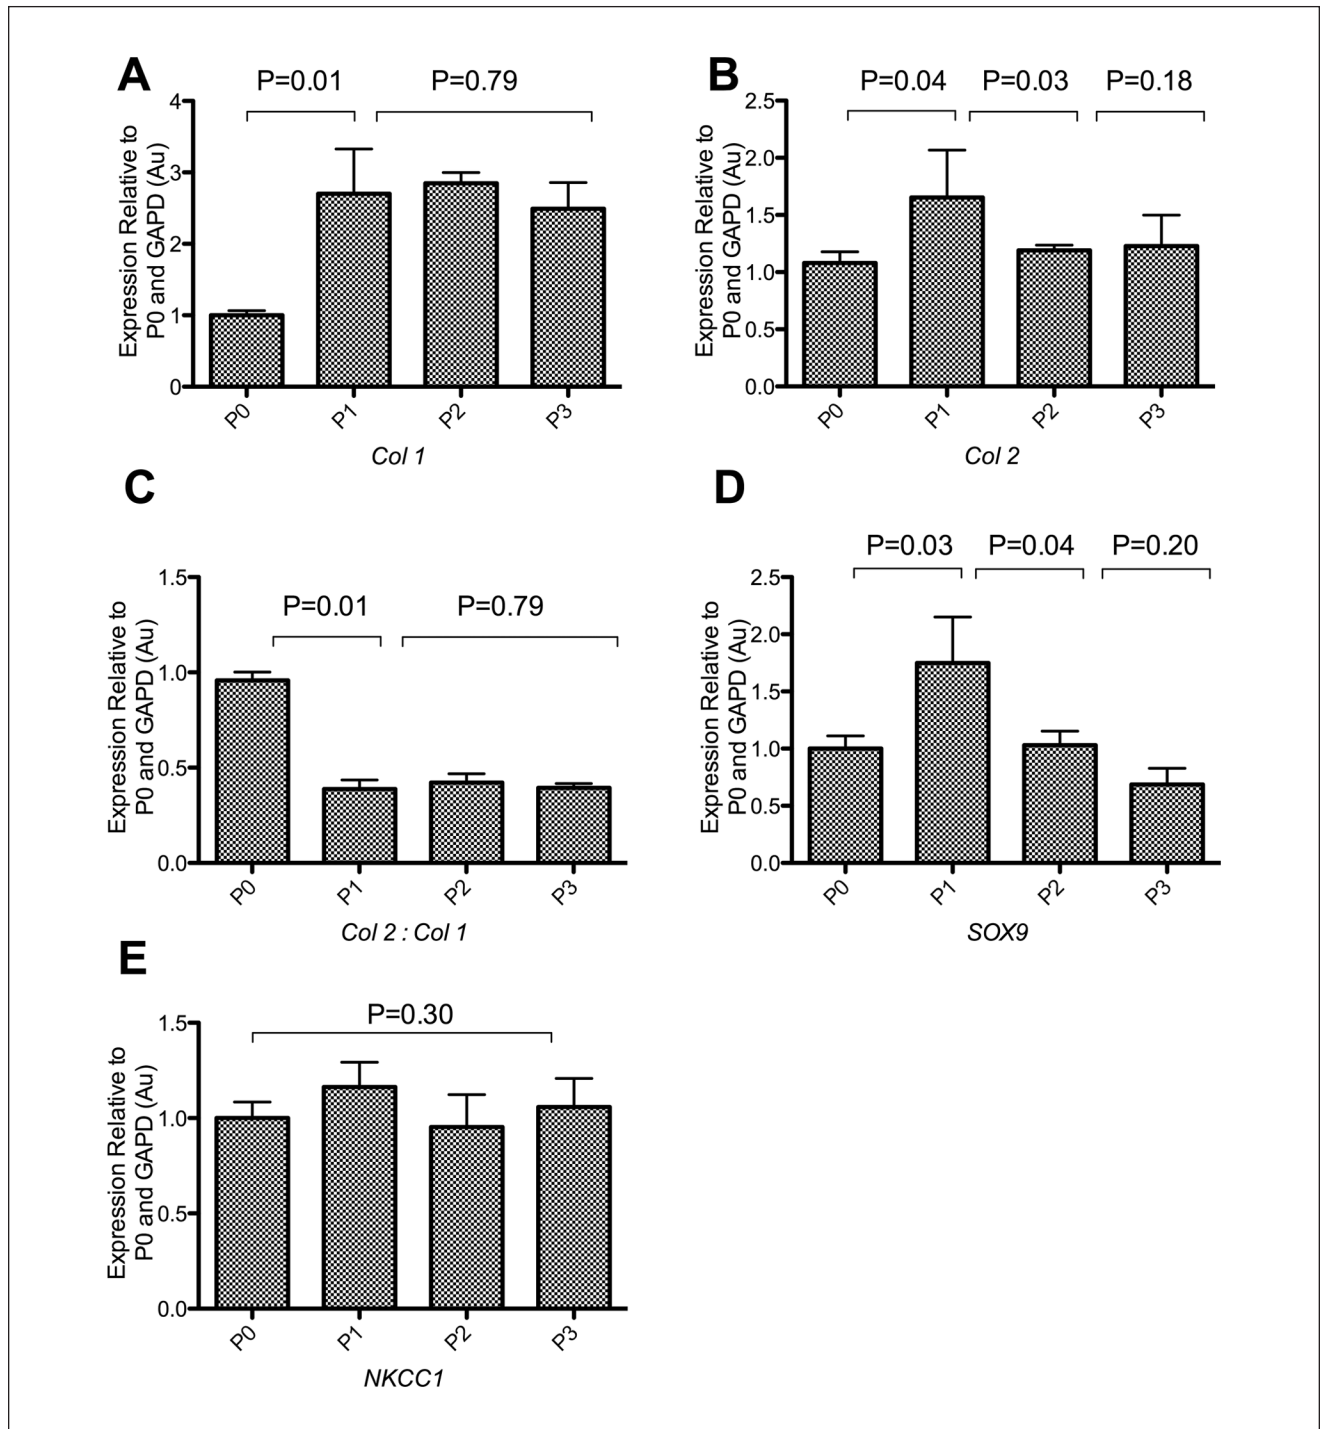 A
P=0.01 P=0.79
Expression Relative to
P0 and GAPD (Au)
4
3
2
1
0
P0 P1 P2 P3
Col 1
B
P=0.04 P=0.03 P=0.18
Expression Relative to
P0 and GAPD (Au)
2.5
2.0
1.5
1.0
0.5
0.0
P0 P1 P2 P3
Col 2
C
P=0.01 P=0.79
Expression Relative to
P0 and GAPD (Au)
1.5
1.0
0.5
0.0
P0 P1 P2 P3
Col 2 : Col 1
D
P=0.03 P=0.04 P=0.20
Expression Relative to
P0 and GAPD (Au)
2.5
2.0
1.5
1.0
0.5
0.0
P0 P1 P2 P3
SOX9
E
P=0.30
Expression Relative to
P0 and GAPD (Au)
1.5
1.0
0.5
0.0
P0 P1 P2 P3
NKCC1